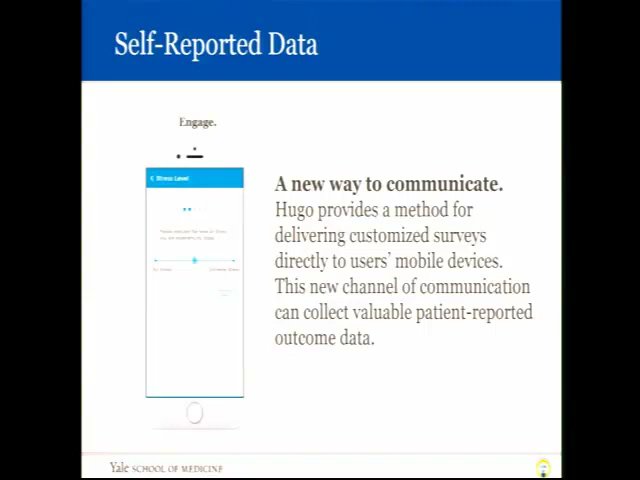 Self-Reported Data
Engage.
Stress Level
A new way to communicate.
Hugo provides a method for
delivering customized surveys
directly to users' mobile devices.
This new channel of communication
can collect valuable patient-reported
outcome data.
Yale SCHOOL OF MEDICINE